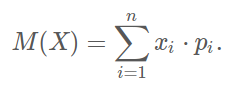 M(X) = \sum_{i=1}^{n} x_i \cdot p_i.